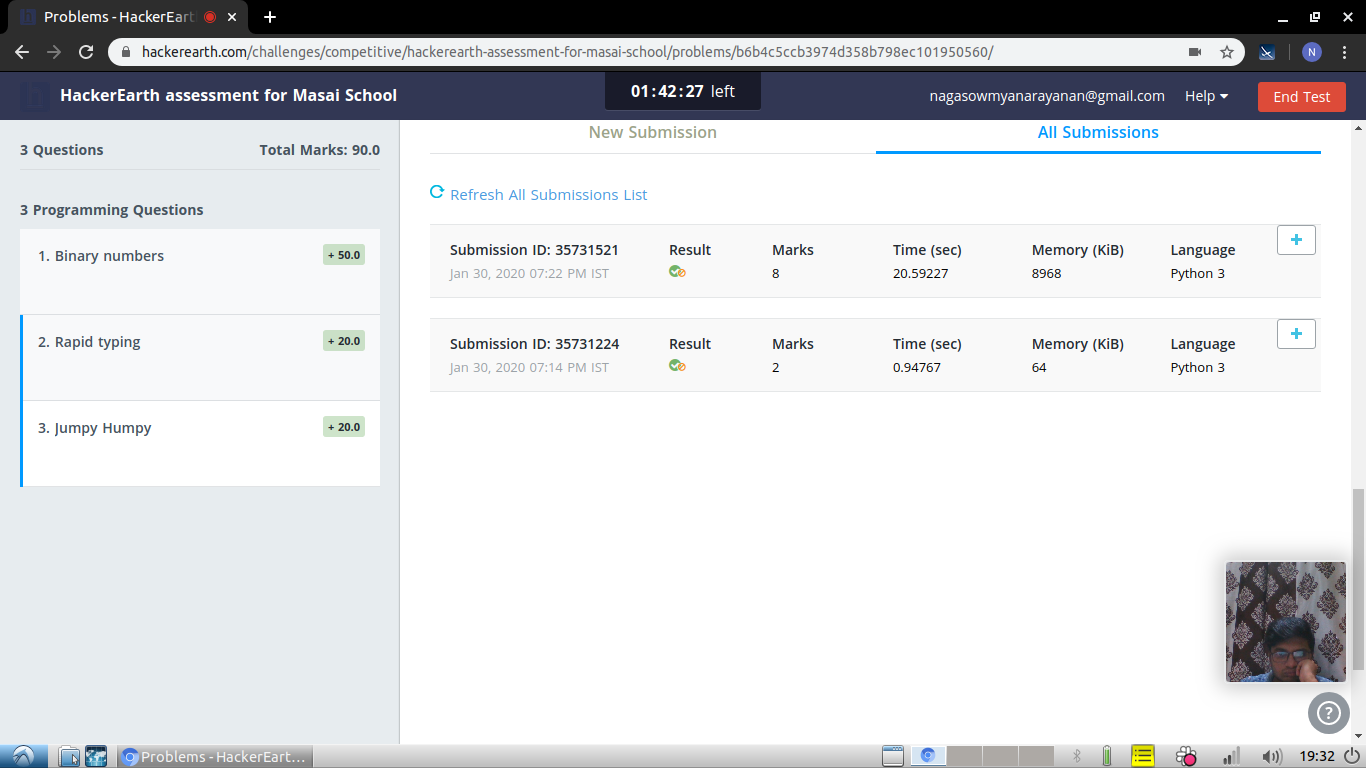 Problems - HackerEart
hackerearth.com/challenges/competitive/hackerearth-assessment-for-masai-school/problems/b6b4c5ccb3974d358b798ec101950560/
N
HackerEarth assessment for Masai School
01:42:27 left
nagasowmyanarayanan@gmail.com Help
End Test
3 Questions Total Marks: 90.0
3 Programming Questions
1. Binary numbers + 50.0
2. Rapid typing + 20.0
3. Jumpy Humpy + 20.0
New Submission All Submissions
Refresh All Submissions List
Submission ID: 35731521 Result Marks Time (sec) Memory (KiB) Language
Jan 30, 2020 07:22 PM IST 8 20.59227 8968 Python 3
Submission ID: 35731224 Result Marks Time (sec) Memory (KiB) Language
Jan 30, 2020 07:14 PM IST 2 0.94767 64 Python 3
Problems - HackerEart...
19:32